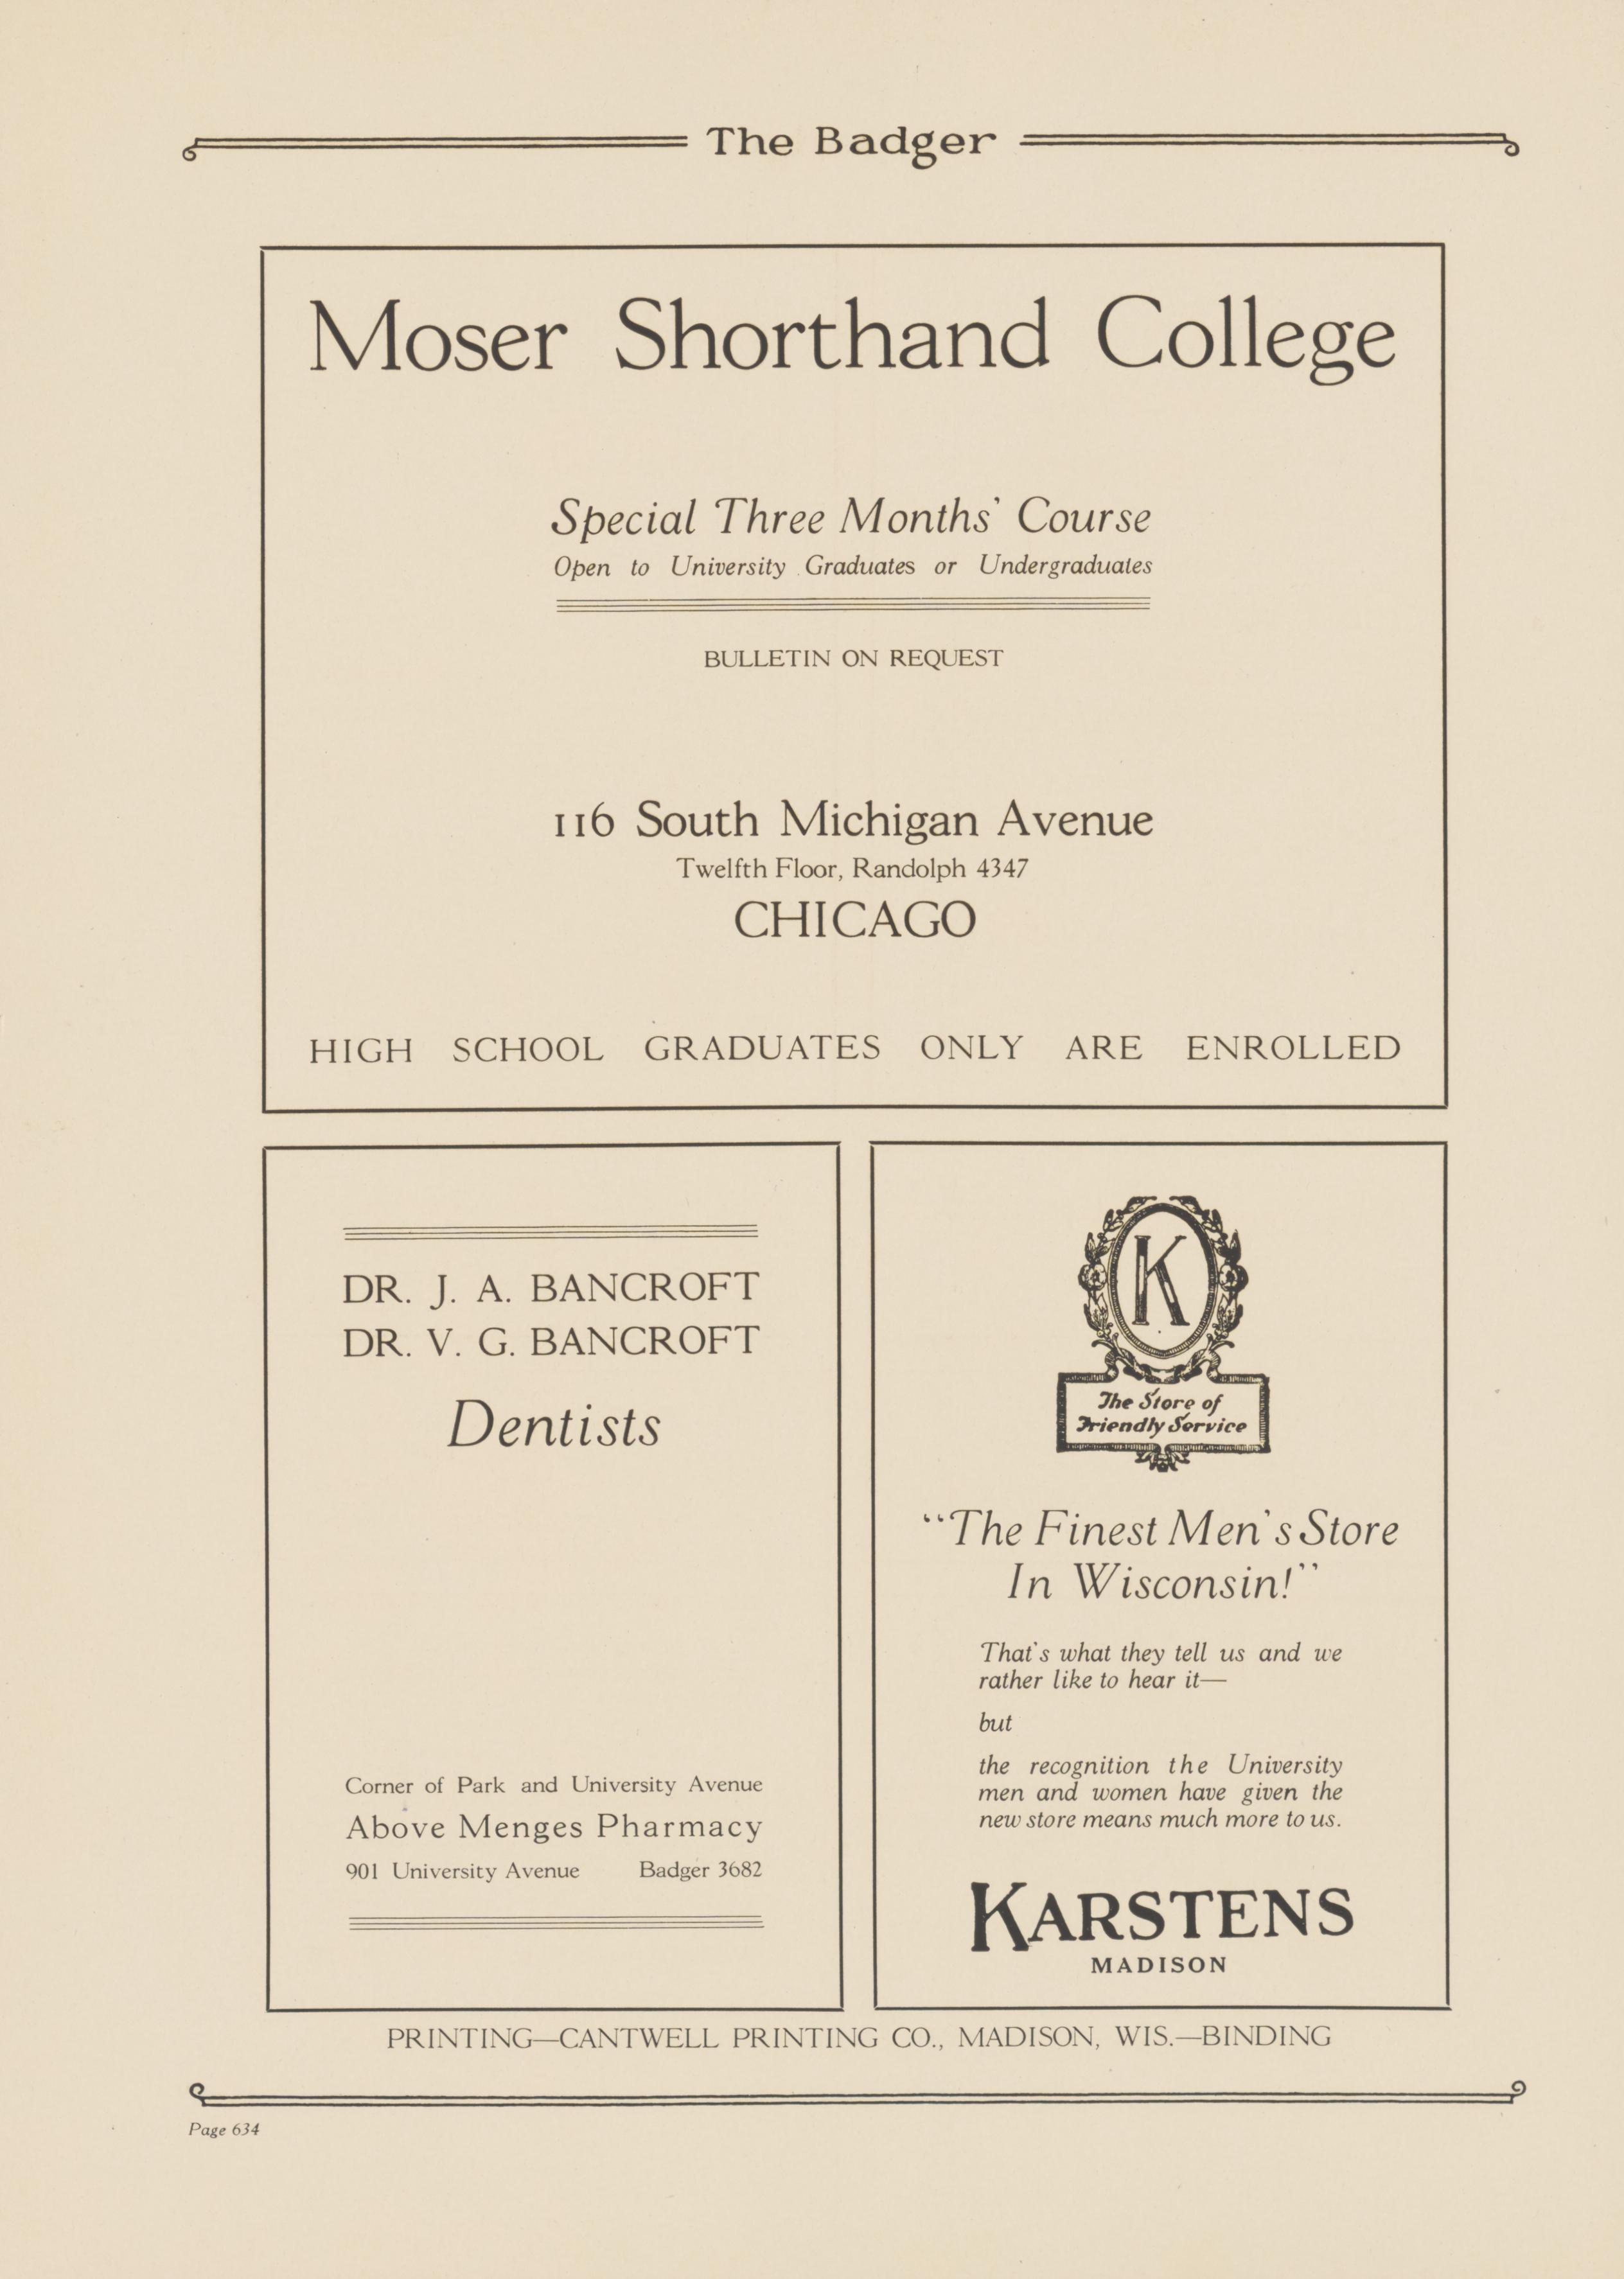 The Badger
Moser Shorthand College
Special Three Months' Course
Open to University Graduates or Undergraduates
BULLETIN ON REQUEST
116 South Michigan Avenue
Twelfth Floor, Randolph 4347
CHICAGO
HIGH SCHOOL GRADUATES ONLY ARE ENROLLED
DR. J. A. BANCROFT
DR. V. G. BANCROFT
Dentists
Corner of Park and University Avenue
Above Menges Pharmacy
901 University Avenue Badger 3682
K
The Store of
Friendly Service
"The Finest Men's Store
In Wisconsin!"
That's what they tell us and we
rather like to hear it—
but
the recognition the University
men and women have given the
new store means much more to us.
KARSTENS
MADISON
PRINTING—CANTWELL PRINTING CO., MADISON, WIS.—BINDING
Page 634